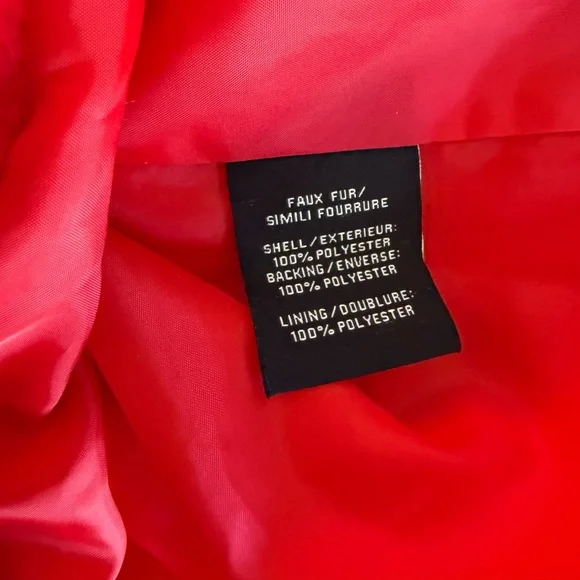 FAUX FUR/
SIMILI FOURRURE
SHELL/EXTERIEUR:
100% POLYESTER
BACKING/ENVERSE:
100% POLYESTER
LINING/DOUBLURE:
100% POLYESTER